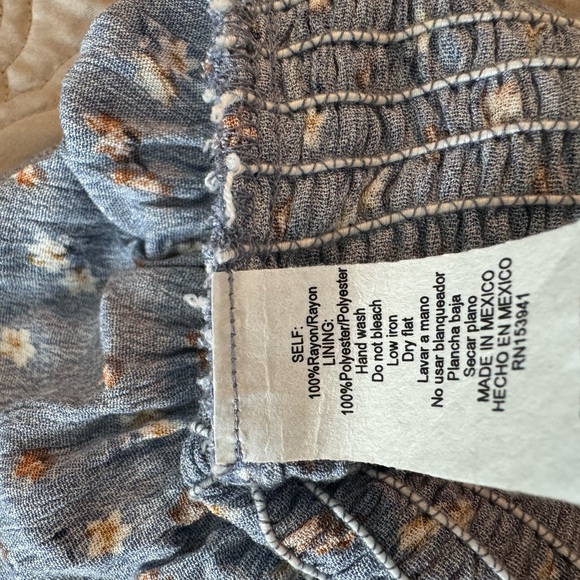 SELF:
100%Rayon/Rayon
LINING:
100%Polyester/Polyester
Hand wash
Do not bleach
Low iron
Dry flat
Lavar a mano
No usar blanqueador
Plancha baja
Secar plano
MADE IN MEXICO
HECHO EN MEXICO
RN153941